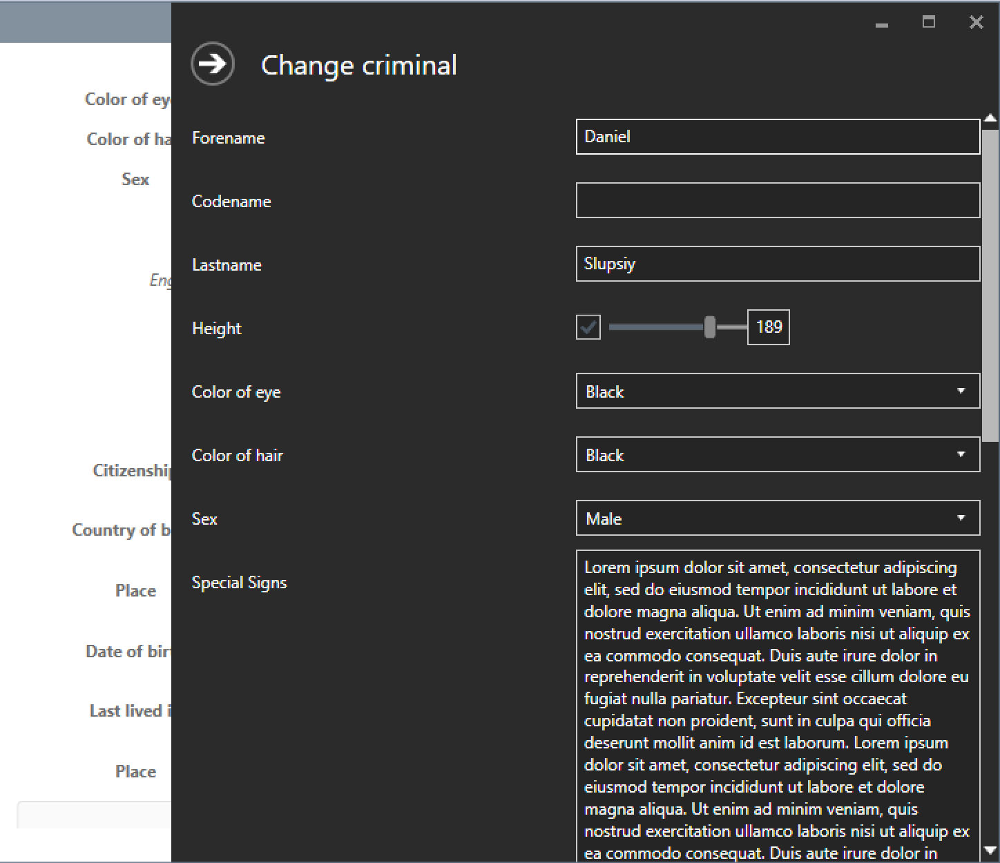 Change criminal
Color of ey
Color of ha
Sex
Eng
Citizenship
Country of b
Place
Date of birt
Last lived i
Place
Forename
Daniel
Codename
Lastname
Slupsiy
Height
189
Color of eye
Black
Color of hair
Black
Sex
Male
Special Signs
Lorem ipsum dolor sit amet, consectetur adipiscing
elit, sed do eiusmod tempor incididunt ut labore et
dolore magna aliqua. Ut enim ad minim veniam, quis
nostrud exercitation ullamco laboris nisi ut aliquip ex
ea commodo consequat. Duis aute irure dolor in
reprehenderit in voluptate velit esse cillum dolore eu
fugiat nulla pariatur. Excepteur sint occaecat
cupidatat non proident, sunt in culpa qui officia
deserunt mollit anim id est laborum. Lorem ipsum
dolor sit amet, consectetur adipiscing elit, sed do
eiusmod tempor incididunt ut labore et dolore
magna aliqua. Ut enim ad minim veniam, quis
nostrud exercitation ullamco laboris nisi ut aliquip ex
ea commodo consequat. Duis aute irure dolor in